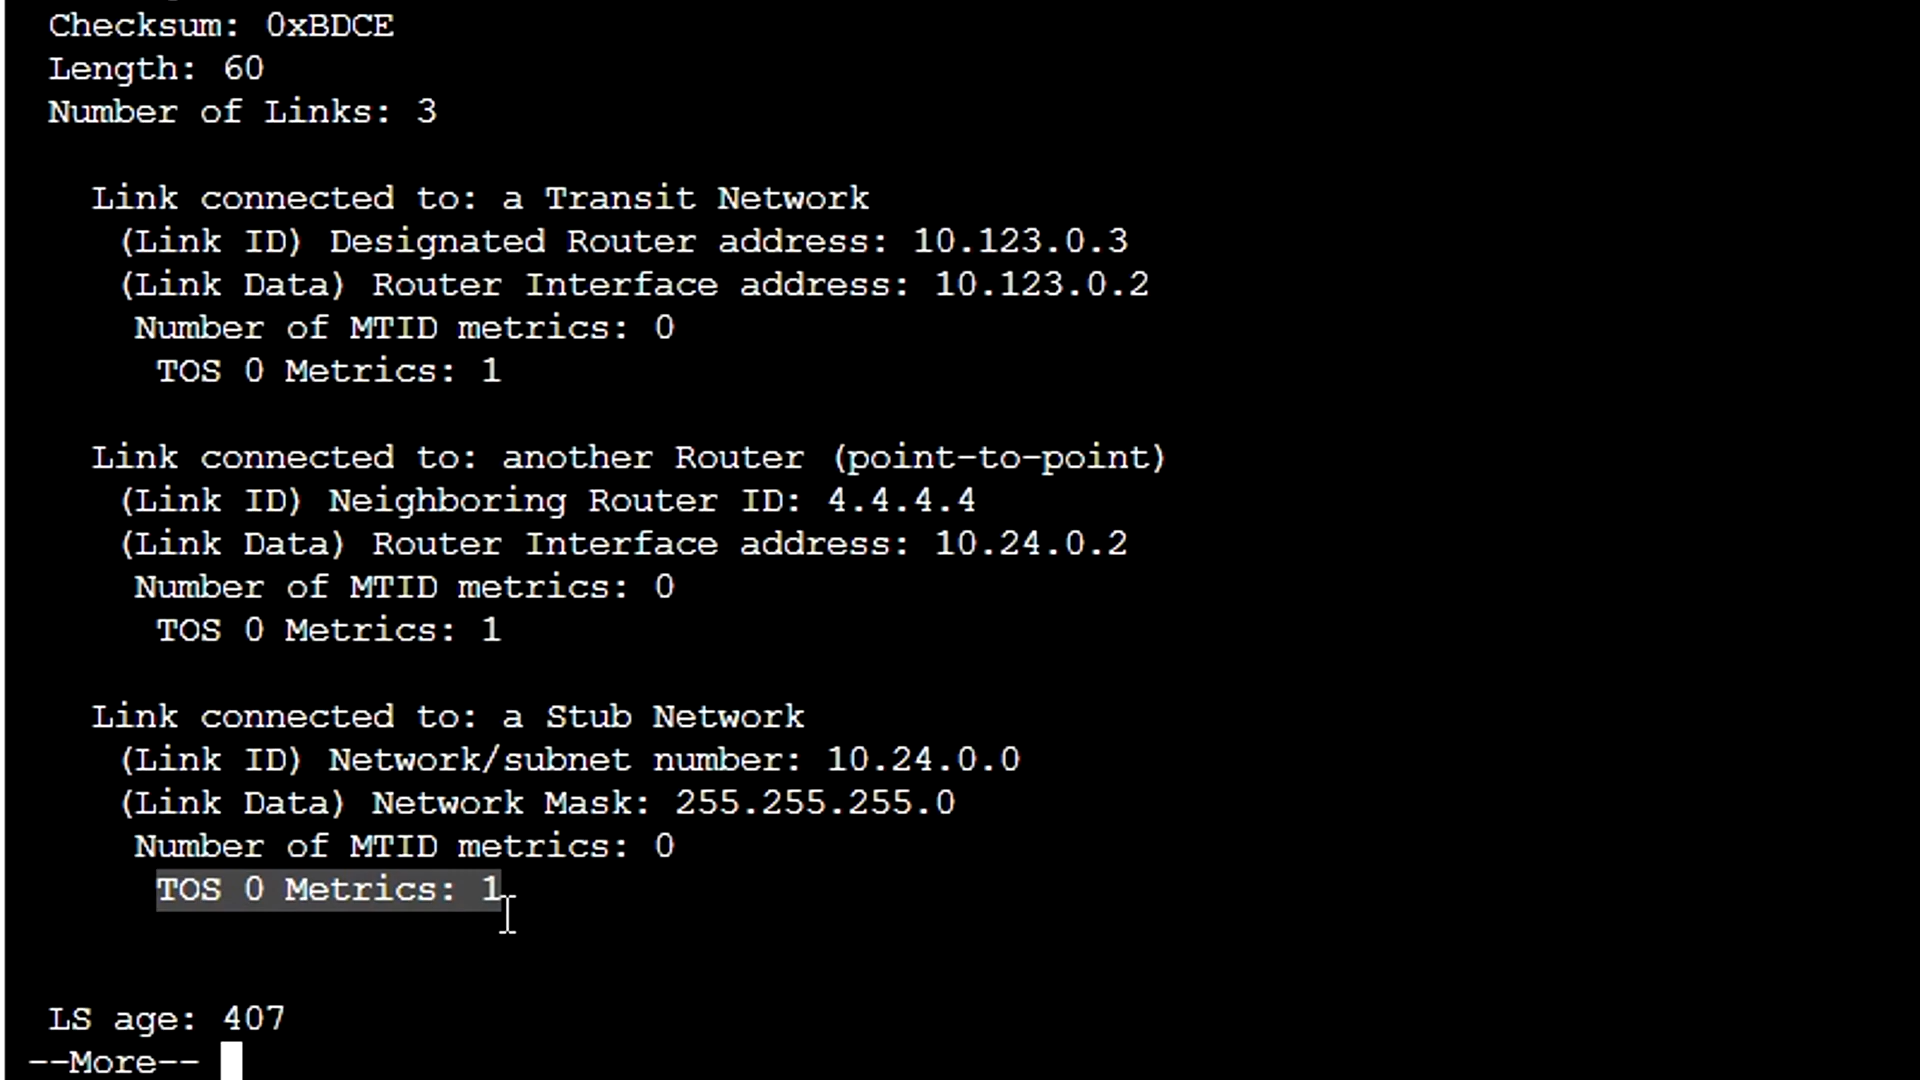 Checksum: 0xBDCE
Length: 60
Number of Links: 3
Link connected to: a Transit Network
(Link ID) Designated Router address: 10.123.0.3
(Link Data) Router Interface address: 10.123.0.2
Number of MTID metrics: 0
TOS 0 Metrics: 1
Link connected to: another Router (point-to-point)
(Link ID) Neighboring Router ID: 4.4.4.4
(Link Data) Router Interface address: 10.24.0.2
Number of MTID metrics: 0
TOS 0 Metrics: 1
Link connected to: a Stub Network
(Link ID) Network/subnet number: 10.24.0.0
(Link Data) Network Mask: 255.255.255.0
Number of MTID metrics: 0
TOS 0 Metrics: 1
LS age: 407
--More--